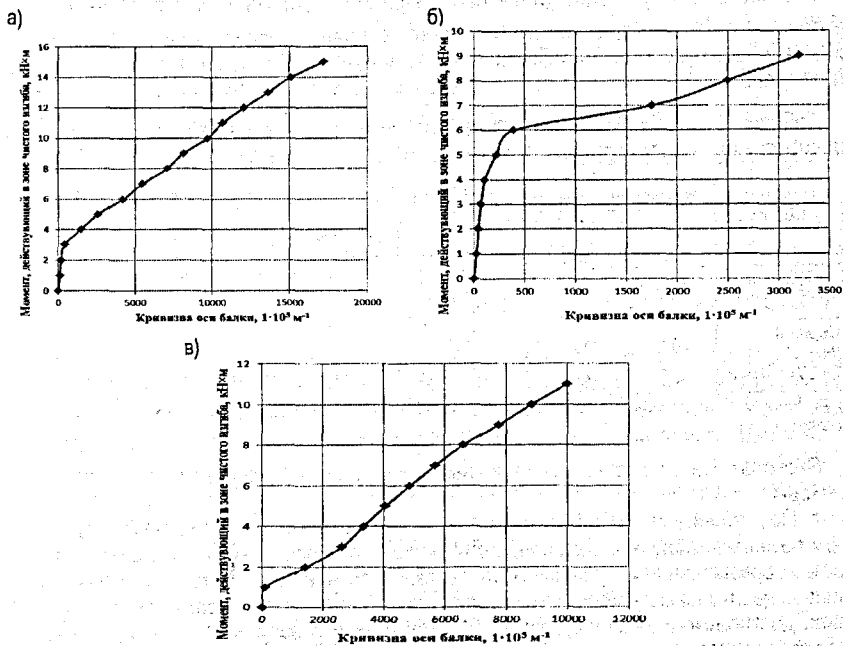 а)
Момент, действующий в зоне чистого изгиба, кН×м
16
14
12
10
8
6
4
2
0
0 5000 10000 15000 20000
Кривизна оси балки, 1·10⁵ м⁻¹
б)
Момент, действующий в зоне чистого изгиба, кН×м
10
9
8
7
6
5
4
3
2
1
0
0 500 1000 1500 2000 2500 3000 3500
Кривизна оси балки, 1·10⁵ м⁻¹
в)
Момент, действующий в зоне чистого изгиба, кН×м
12
10
8
6
4
2
0
0 2000 4000 6000 8000 10000 12000
Кривизна оси балки, 1·10⁵ м⁻¹